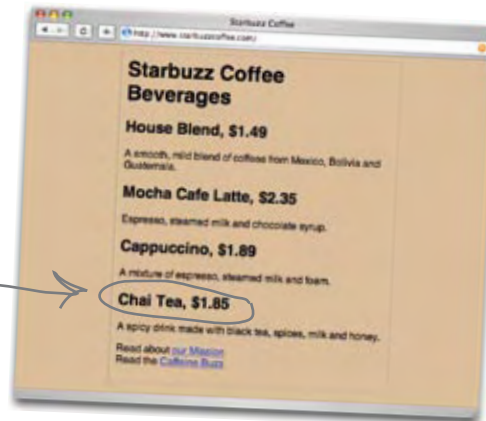 Starbuzz Coffee
http://www.starbuzzcoffee.com/
Starbuzz Coffee
Beverages
House Blend, $1.49
A smooth, mild blend of coffees from Mexico, Bolivia and
Guatemala.
Mocha Cafe Latte, $2.35
Espresso, steamed milk and chocolate syrup.
Cappuccino, $1.89
A mixture of espresso, steamed milk and foam.
Chai Tea, $1.85
A spicy drink made with black tea, spices, milk and honey.
Read about our Mission
Read the Caffeine Buzz